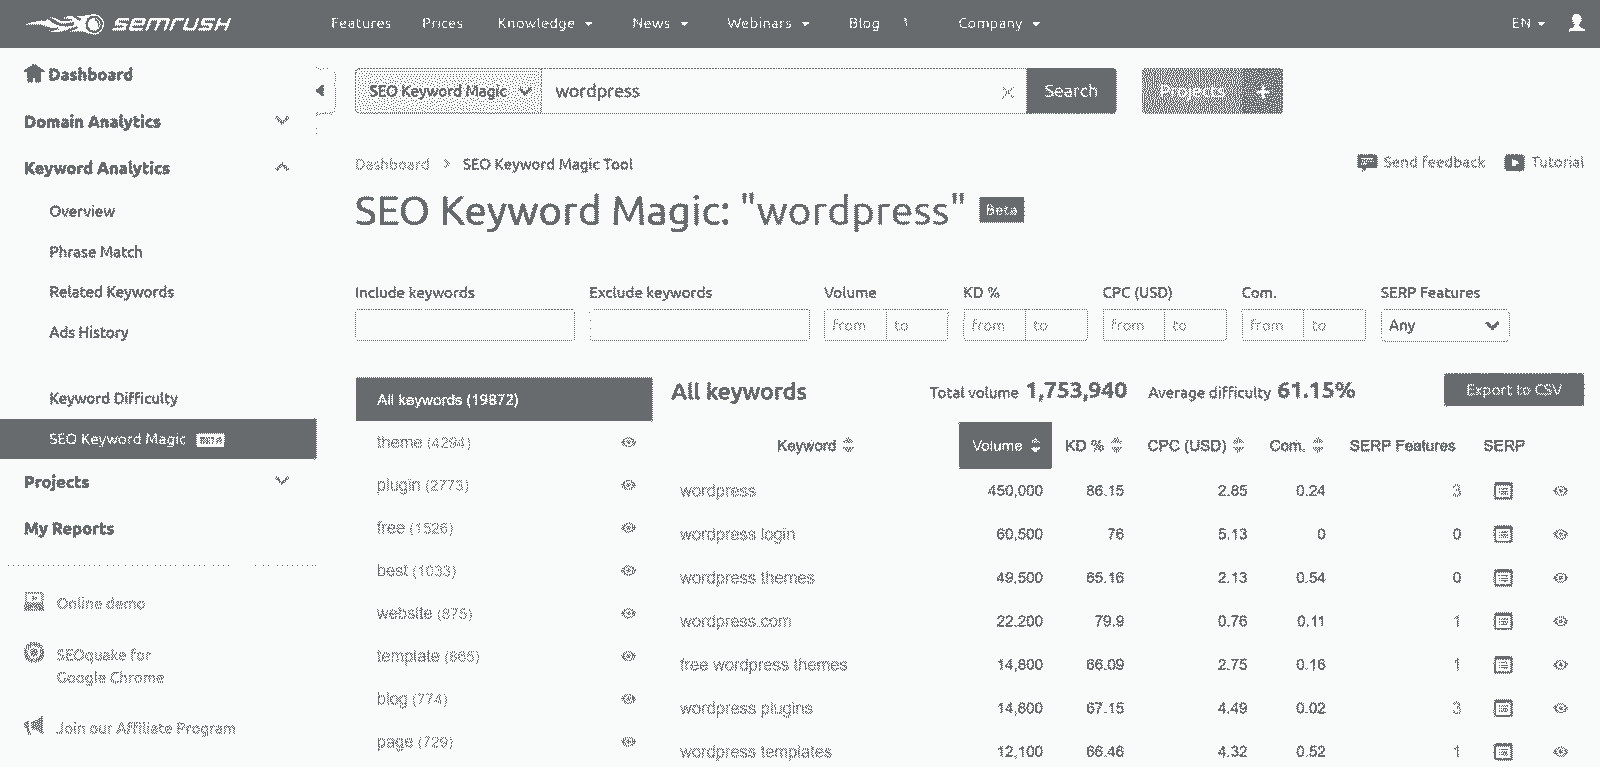 SEMRUSH Features Prices Knowledge News Webinars Blog 1 Company EN
Dashboard
Domain Analytics
Keyword Analytics
Overview
Phrase Match
Related Keywords
Ads History
Keyword Difficulty
SEO Keyword Magic BETA
Projects
My Reports
Online demo
SEOquake for
Google Chrome
Join our Affiliate Program
SEO Keyword Magic wordpress × Search Projects +
Dashboard > SEO Keyword Magic Tool
Send feedback Tutorial
SEO Keyword Magic: "wordpress" Beta
Include keywords Exclude keywords Volume KD % CPC (USD) Com. SERP Features
from to from to from to from to Any
All keywords (19872)
theme (4294)
plugin (2773)
free (1526)
best (1033)
website (875)
template (865)
blog (774)
page (729)
All keywords Total volume 1,753,940 Average difficulty 61.15% Export to CSV
Keyword Volume KD % CPC (USD) Com. SERP Features SERP
wordpress 450,000 86.15 2.85 0.24 3
wordpress login 60,500 76 5.13 0 0
wordpress themes 49,500 65.16 2.13 0.54 0
wordpress.com 22,200 79.9 0.76 0.11 1
free wordpress themes 14,800 66.09 2.75 0.16 1
wordpress plugins 14,800 67.15 4.49 0.02 3
wordpress templates 12,100 66.46 4.32 0.52 1